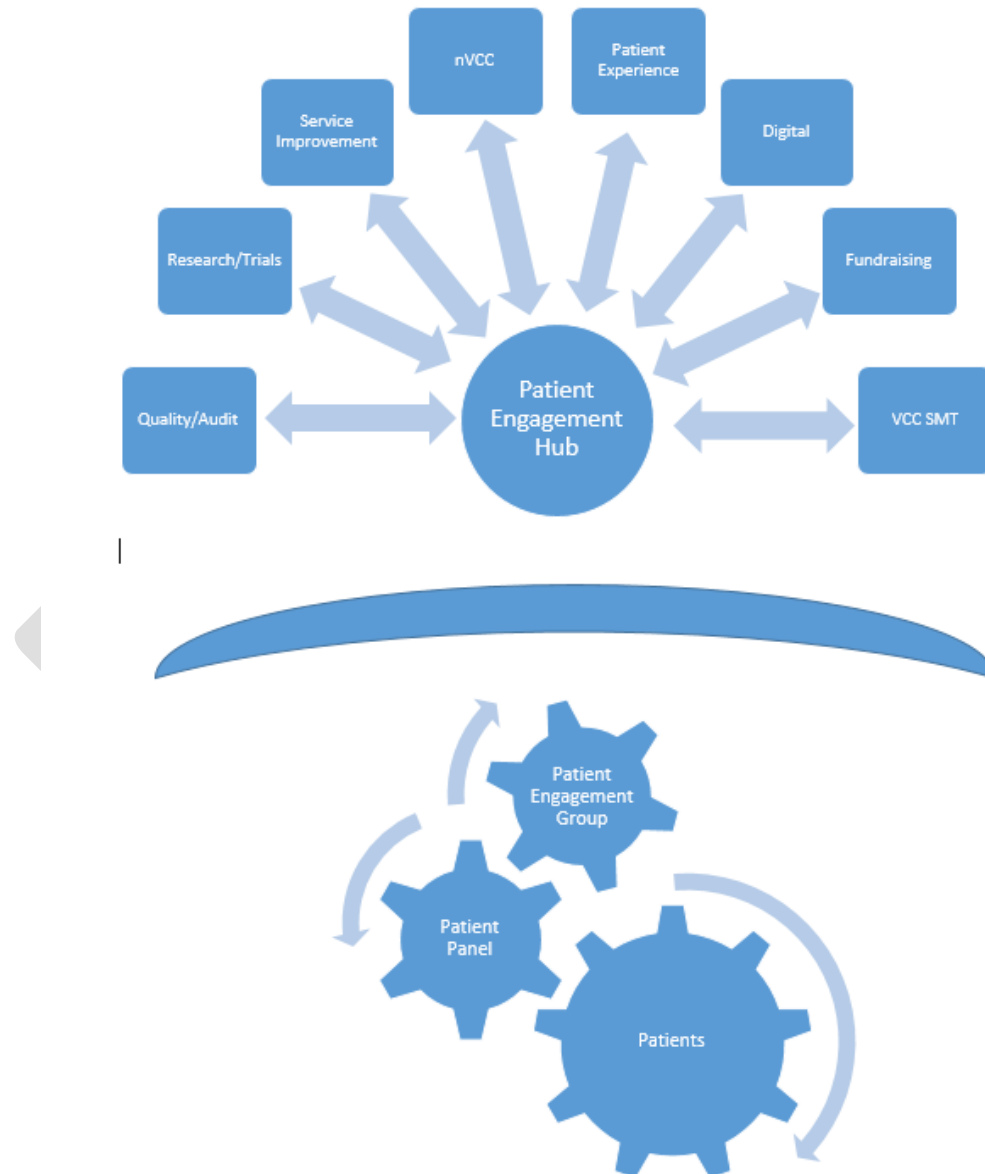 nVCC
Patient
Experience
Service
Improvement
Digital
Research/Trials
Fundraising
Quality/Audit
Patient
Engagement
Hub
VCC SMT
Patient
Engagement
Group
Patient
Panel
Patients